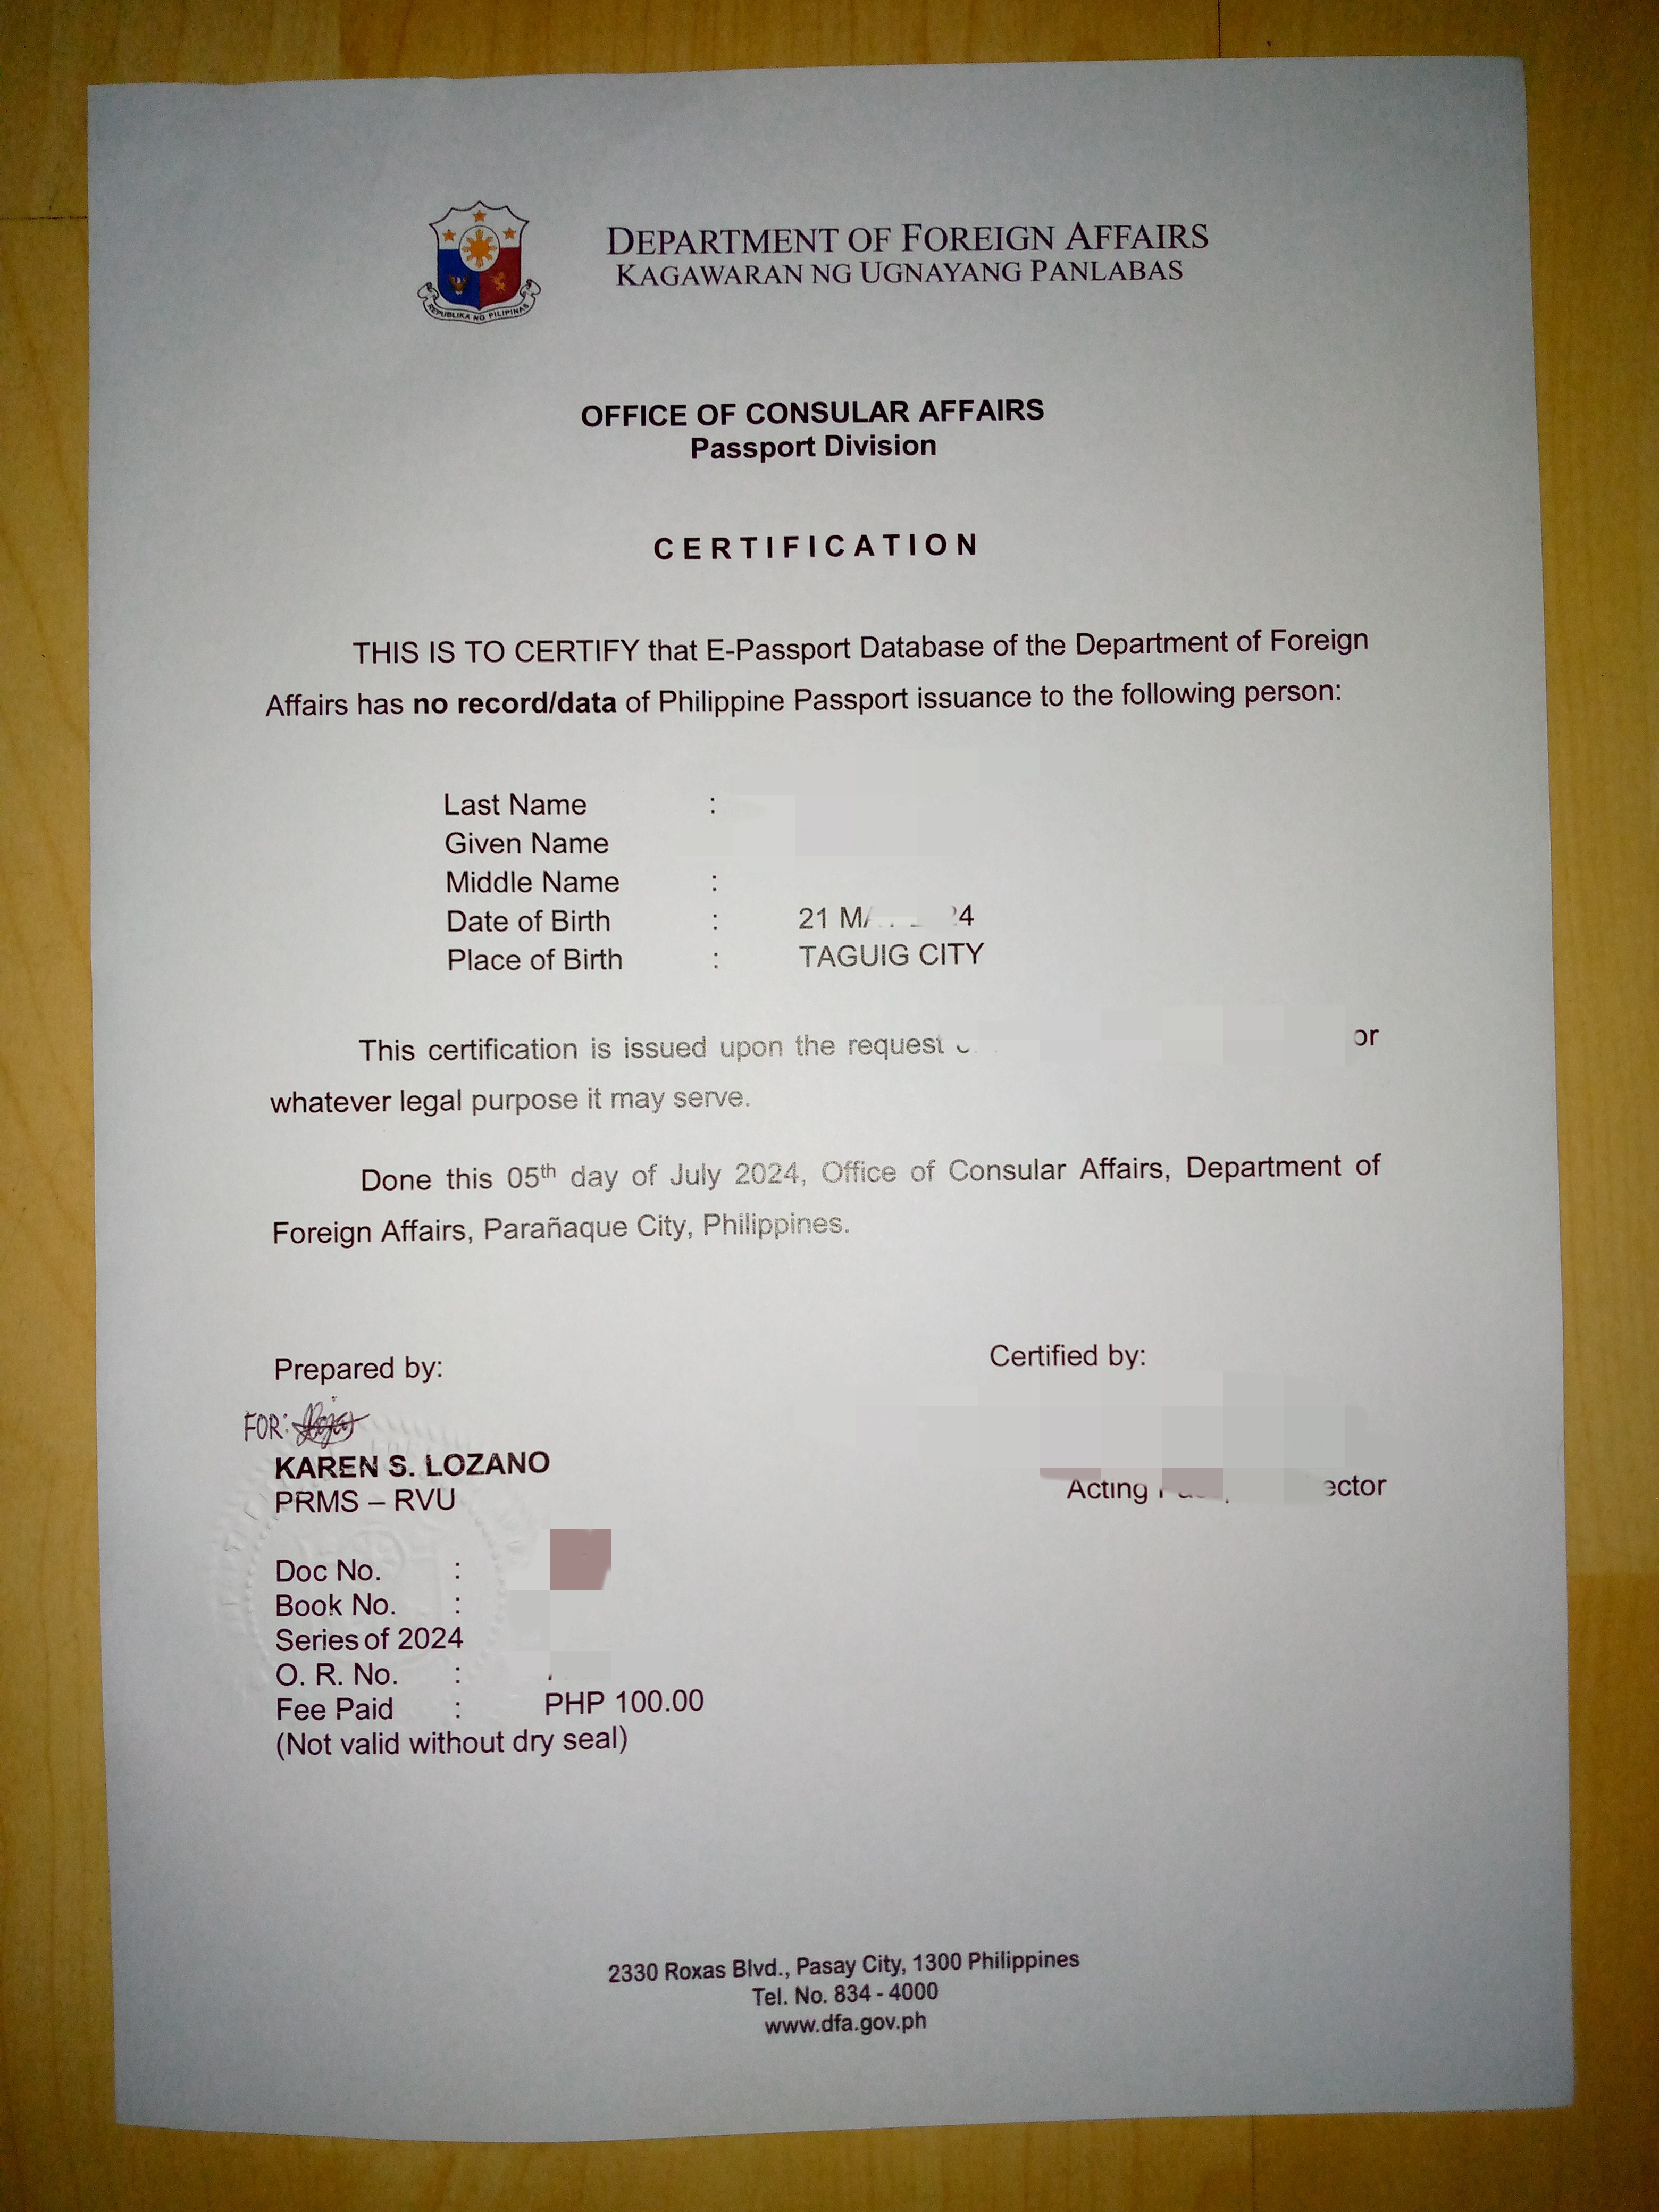 REPUBLIKA NG PILIPINAS
DEPARTMENT OF FOREIGN AFFAIRS
KAGAWARAN NG UGNAYANG PANLABAS
OFFICE OF CONSULAR AFFAIRS
Passport Division
CERTIFICATION
THIS IS TO CERTIFY that E-Passport Database of the Department of Foreign
Affairs has no record/data of Philippine Passport issuance to the following person:
Last Name :
Given Name
Middle Name :
Date of Birth : 21
Place of Birth : TAGUIG CITY
This certification is issued upon the request
whatever legal purpose it may serve.
Done this 05th day of July 2024, Office of Consular Affairs, Department of
Foreign Affairs, Parañaque City, Philippines.
Prepared by:
Certified by:
FOR:
KAREN S. LOZANO
PRMS – RVU
Acting
Doc No. :
Book No. :
Series of 2024
O. R. No. :
Fee Paid : PHP 100.00
(Not valid without dry seal)
2330 Roxas Blvd., Pasay City, 1300 Philippines
Tel. No. 834 - 4000
www.dfa.gov.ph